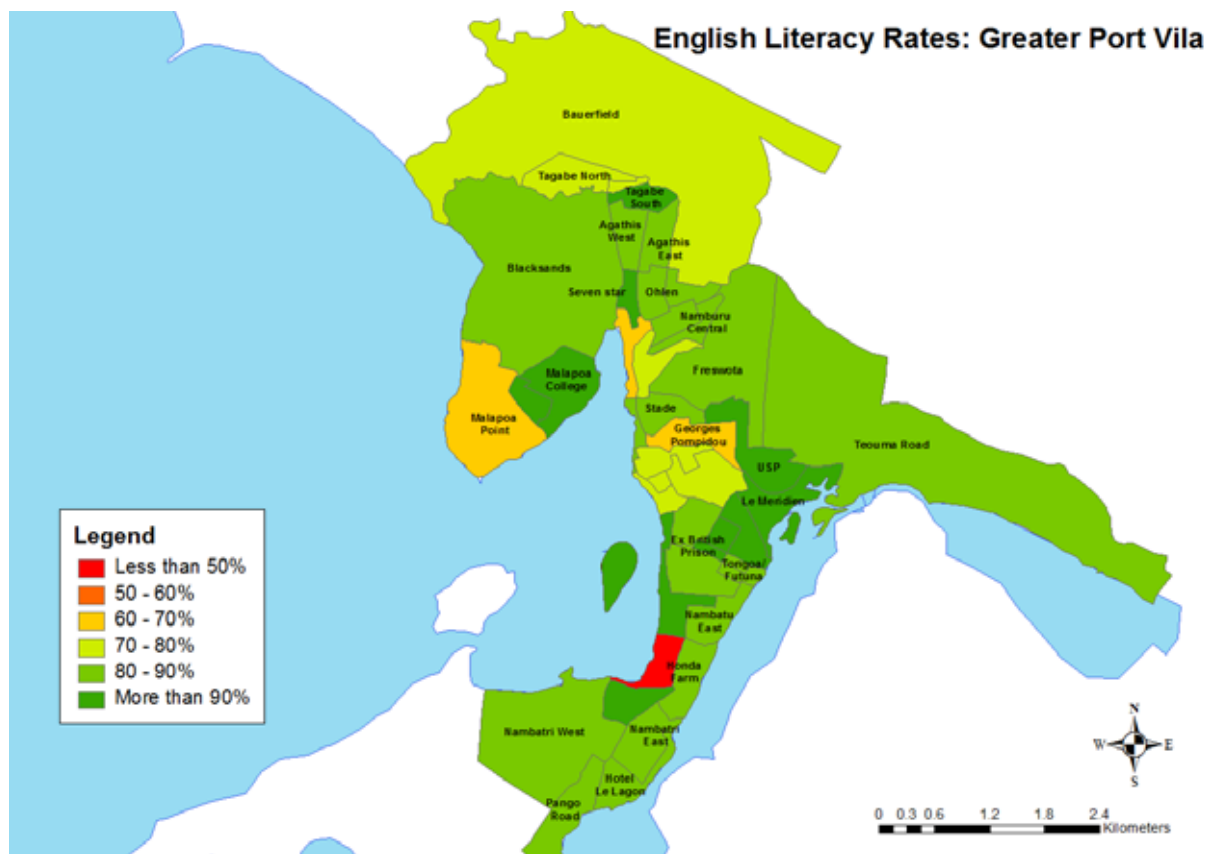 English Literacy Rates: Greater Port Vila
Bauerfield
Tagabe North
Tagabe
South
Agathis
West
Agathis
East
Blacksands
Seven star
Ohlen
Namburu
Central
Malapoa
College
Freswota
Malapoa
Point
Stade
Georges
Pompidou
Teouma Road
USP
Le Meridien
Ex British
Prison
Tongoa/
Futuna
Nambatu
East
Honda
Farm
Nambatri West
Nambatri
East
Hotel
Le Lagon
Pango
Road
Legend
Less than 50%
50 - 60%
60 - 70%
70 - 80%
80 - 90%
More than 90%
N
W E
S
0 0.3 0.6 1.2 1.8 2.4
Kilometers